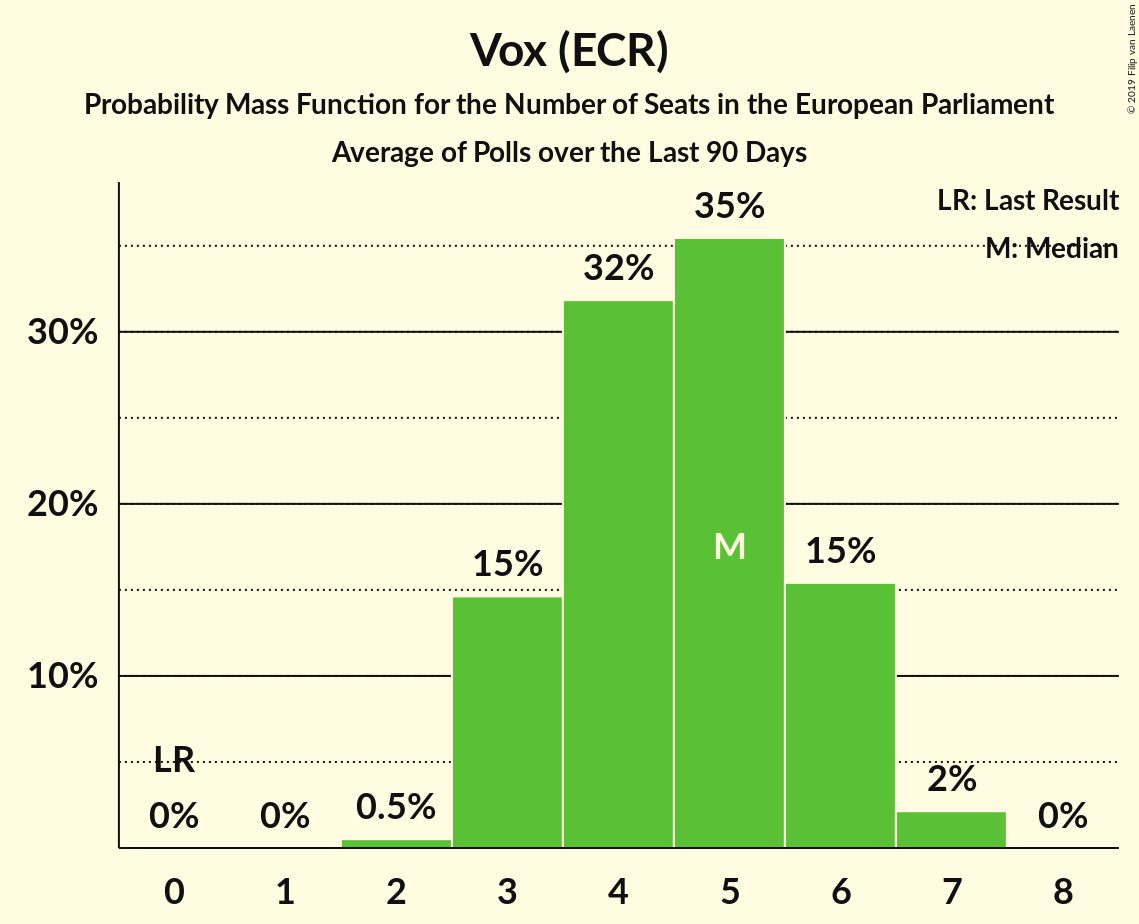 Vox (ECR)
Probability Mass Function for the Number of Seats in the European Parliament
Average of Polls over the Last 90 Days
© 2019 Filip van Laenen
LR: Last Result
M: Median
30%
20%
10%
LR
0%
0%
0.5%
15%
32%
35%
M
15%
2%
0%
0 1 2 3 4 5 6 7 8